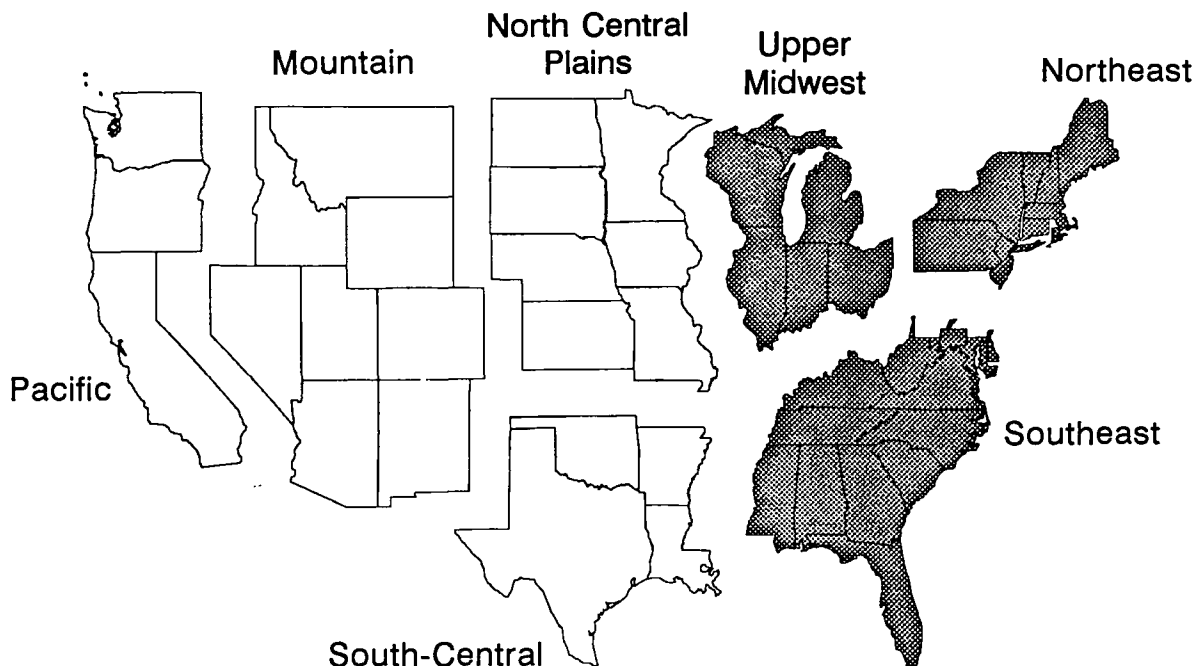 North Central
Plains
Upper
Midwest
Mountain
Northeast
Pacific
Southeast
South-Central